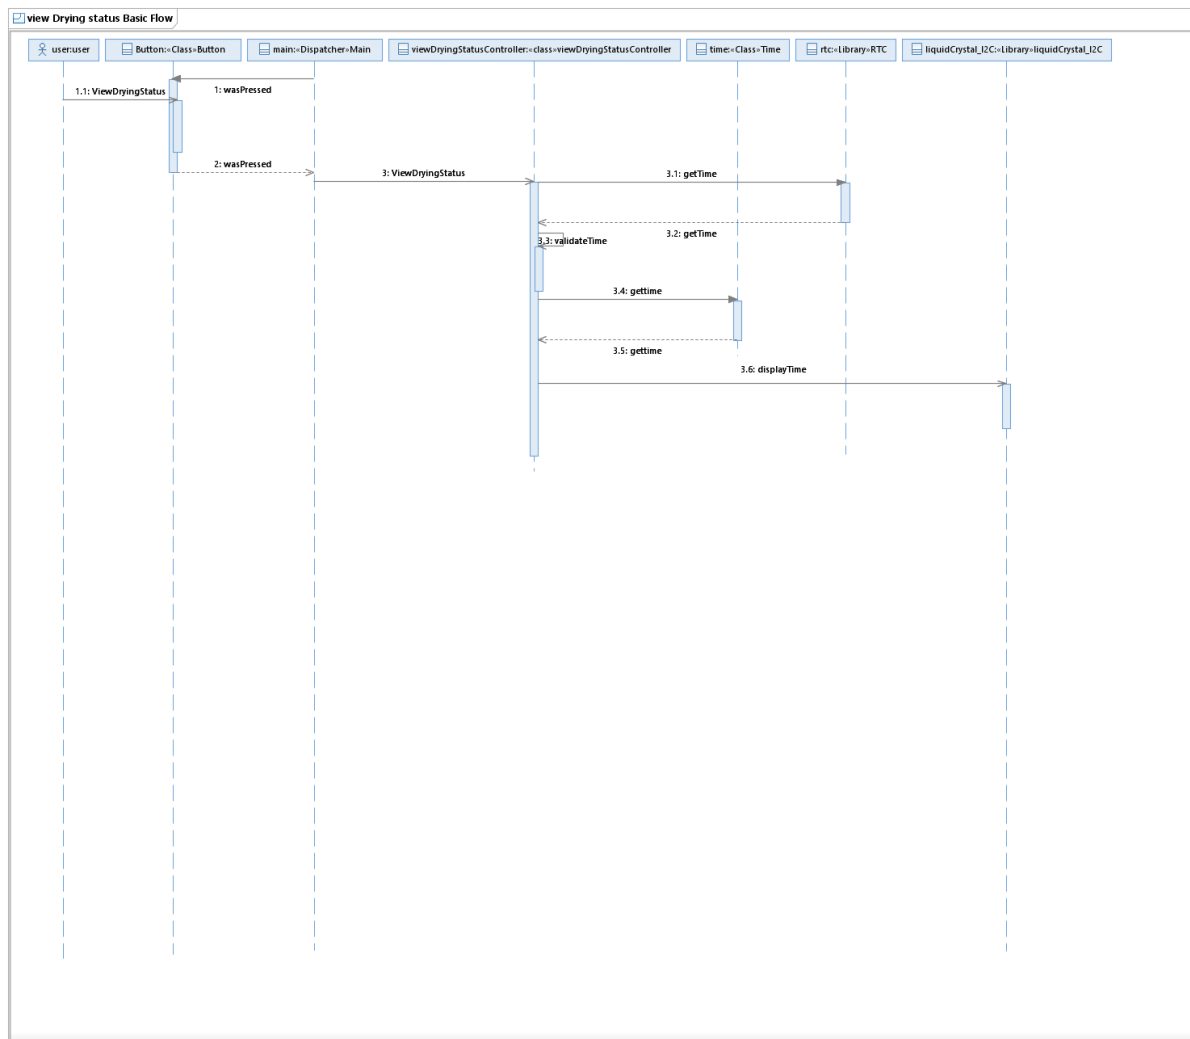 view Drying status Basic Flow
user:user
Button:«Class»Button
main:«Dispatcher»Main
viewDryingStatusController:«class»viewDryingStatusController
time:«Class»Time
rtc:«Library»RTC
liquidCrystal_I2C:«Library»liquidCrystal_I2C
1: wasPressed
1.1: ViewDryingStatus
2: wasPressed
3: ViewDryingStatus
3.1: getTime
3.2: getTime
3.3: validateTime
3.4: gettime
3.5: gettime
3.6: displayTime